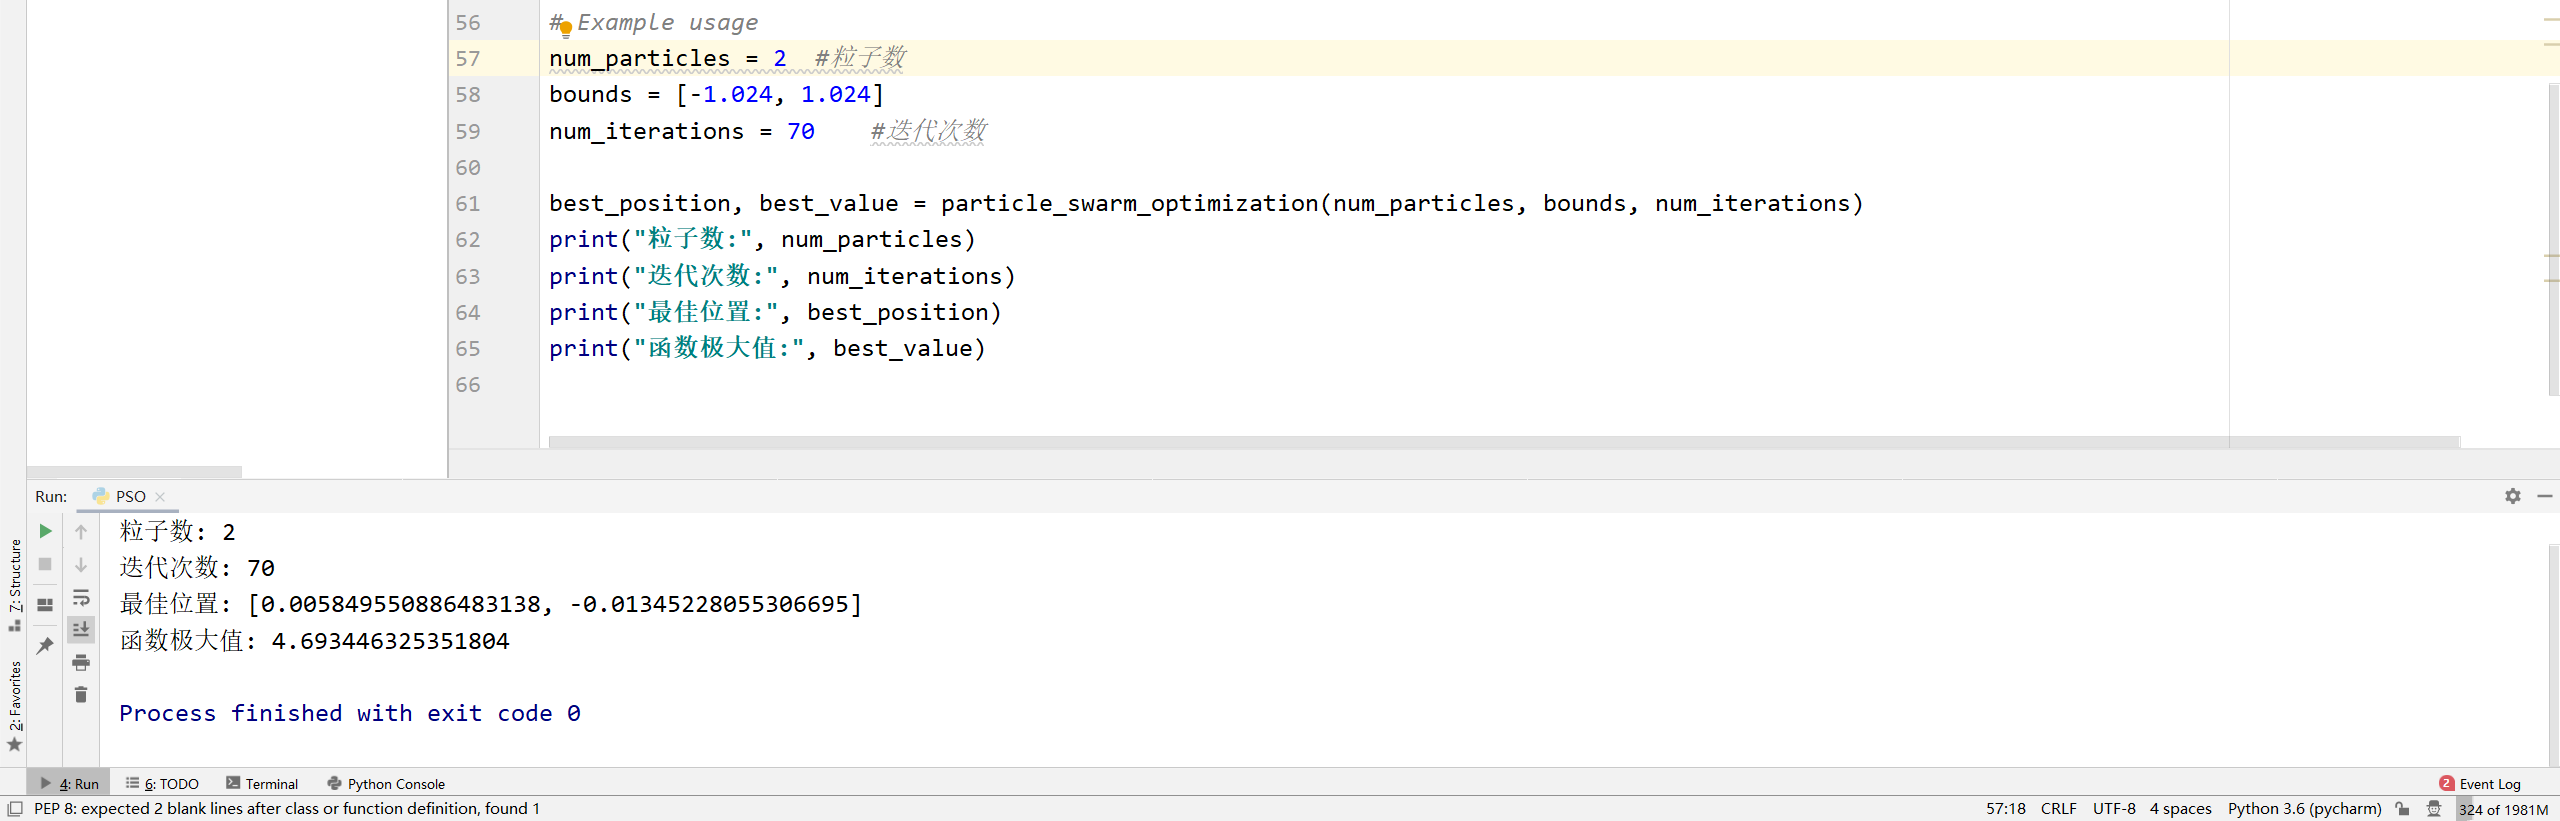 56 # Example usage
57 num_particles = 2  #粒子数
58 bounds = [-1.024, 1.024]
59 num_iterations = 70    #迭代次数
60
61 best_position, best_value = particle_swarm_optimization(num_particles, bounds, num_iterations)
62 print("粒子数:", num_particles)
63 print("迭代次数:", num_iterations)
64 print("最佳位置:", best_position)
65 print("函数极大值:", best_value)
66
Run: PSO
粒子数: 2
迭代次数: 70
最佳位置: [0.005849550886483138, -0.01345228055306695]
函数极大值: 4.693446325351804
Process finished with exit code 0
7: Structure
2: Favorites
4: Run 6: TODO Terminal Python Console 2 Event Log
PEP 8: expected 2 blank lines after class or function definition, found 1 57:18 CRLF UTF-8 4 spaces Python 3.6 (pycharm) 324 of 1981M